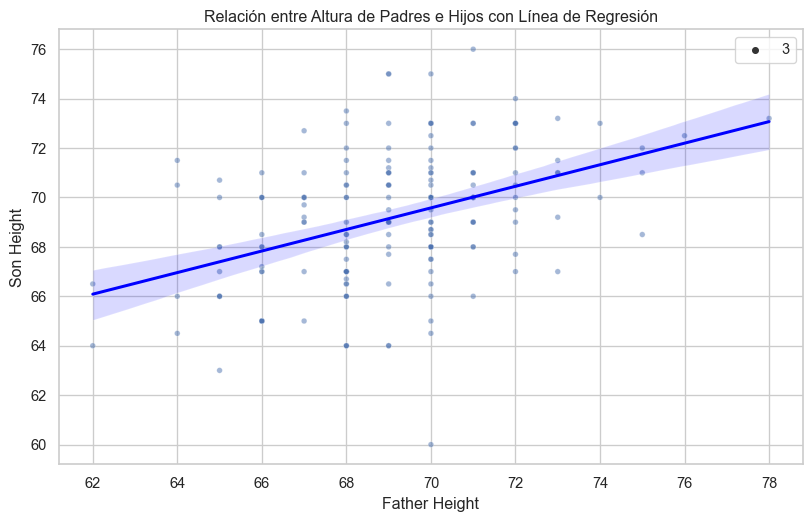 Relación entre Altura de Padres e Hijos con Línea de Regresión
3
76
74
72
70
68
66
64
62
60
Son Height
62 64 66 68 70 72 74 76 78
Father Height